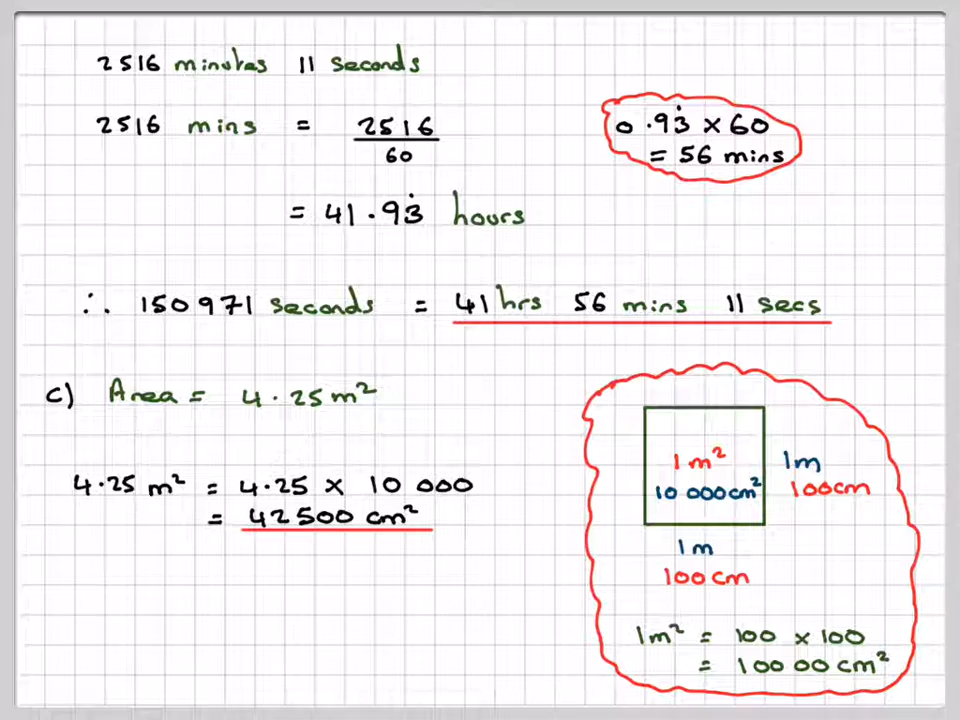 2516 minutes 11 seconds
2516 mins = 2516/60
0.93̇ × 60
= 56 mins
= 41.93̇ hours
∴ 150971 seconds = 41 hrs 56 mins 11 secs
c) Area = 4.25 m²
4.25 m² = 4.25 × 10 000
= 42500 cm²
1 m²
10 000cm²
1m
100cm
1m
100cm
1m² = 100 × 100
= 100 00 cm²